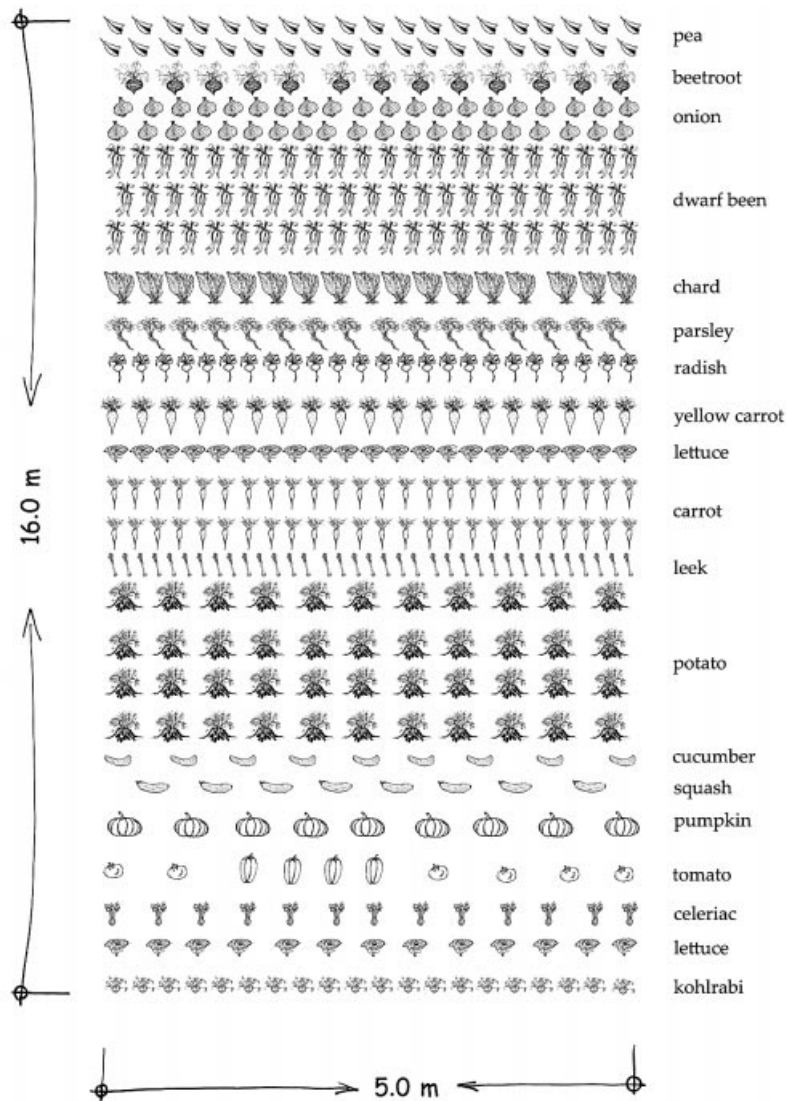 pea
beetroot
onion
dwarf been
chard
parsley
radish
yellow carrot
lettuce
16.0 m
carrot
leek
potato
cucumber
squash
pumpkin
tomato
celeriac
lettuce
kohlrabi
5.0 m